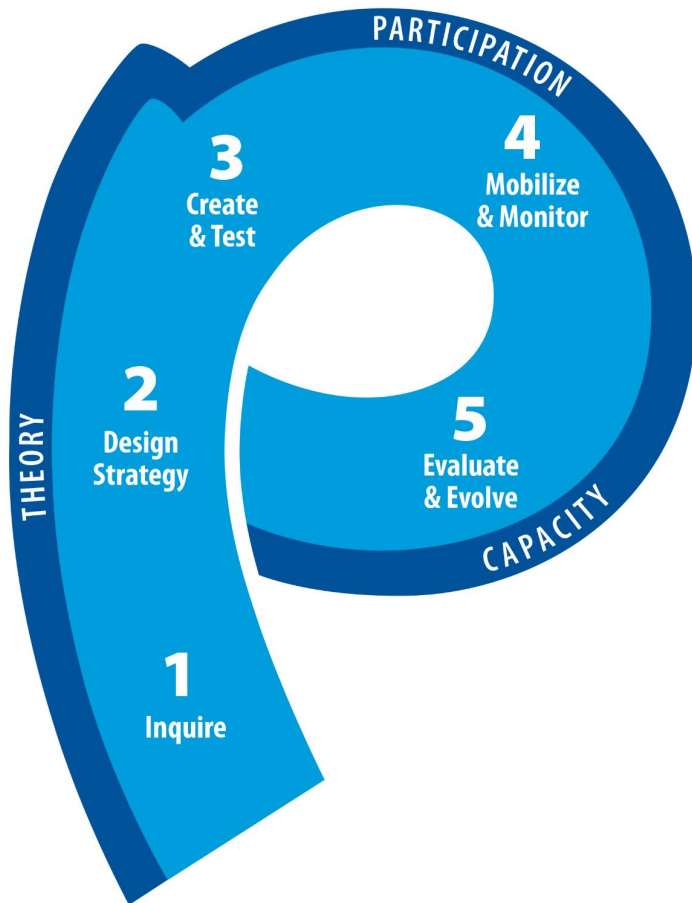 PARTICIPATION
3
Create
& Test
4
Mobilize
& Monitor
THEORY
2
Design
Strategy
5
Evaluate
& Evolve
CAPACITY
1
Inquire